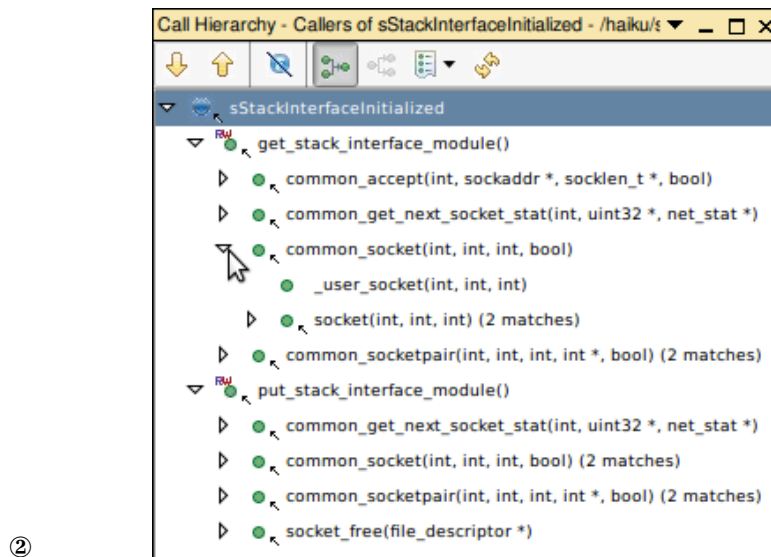 Call Hierarchy - Callers of sStackInterfaceInitialized - /haiku/s
sStackInterfaceInitialized
RW get_stack_interface_module()
common_accept(int, sockaddr *, socklen_t *, bool)
common_get_next_socket_stat(int, uint32 *, net_stat *)
common_socket(int, int, int, bool)
_user_socket(int, int, int)
socket(int, int, int) (2 matches)
common_socketpair(int, int, int, int *, bool) (2 matches)
RW put_stack_interface_module()
common_get_next_socket_stat(int, uint32 *, net_stat *)
common_socket(int, int, int, bool) (2 matches)
common_socketpair(int, int, int, int *, bool) (2 matches)
② socket_free(file_descriptor *)